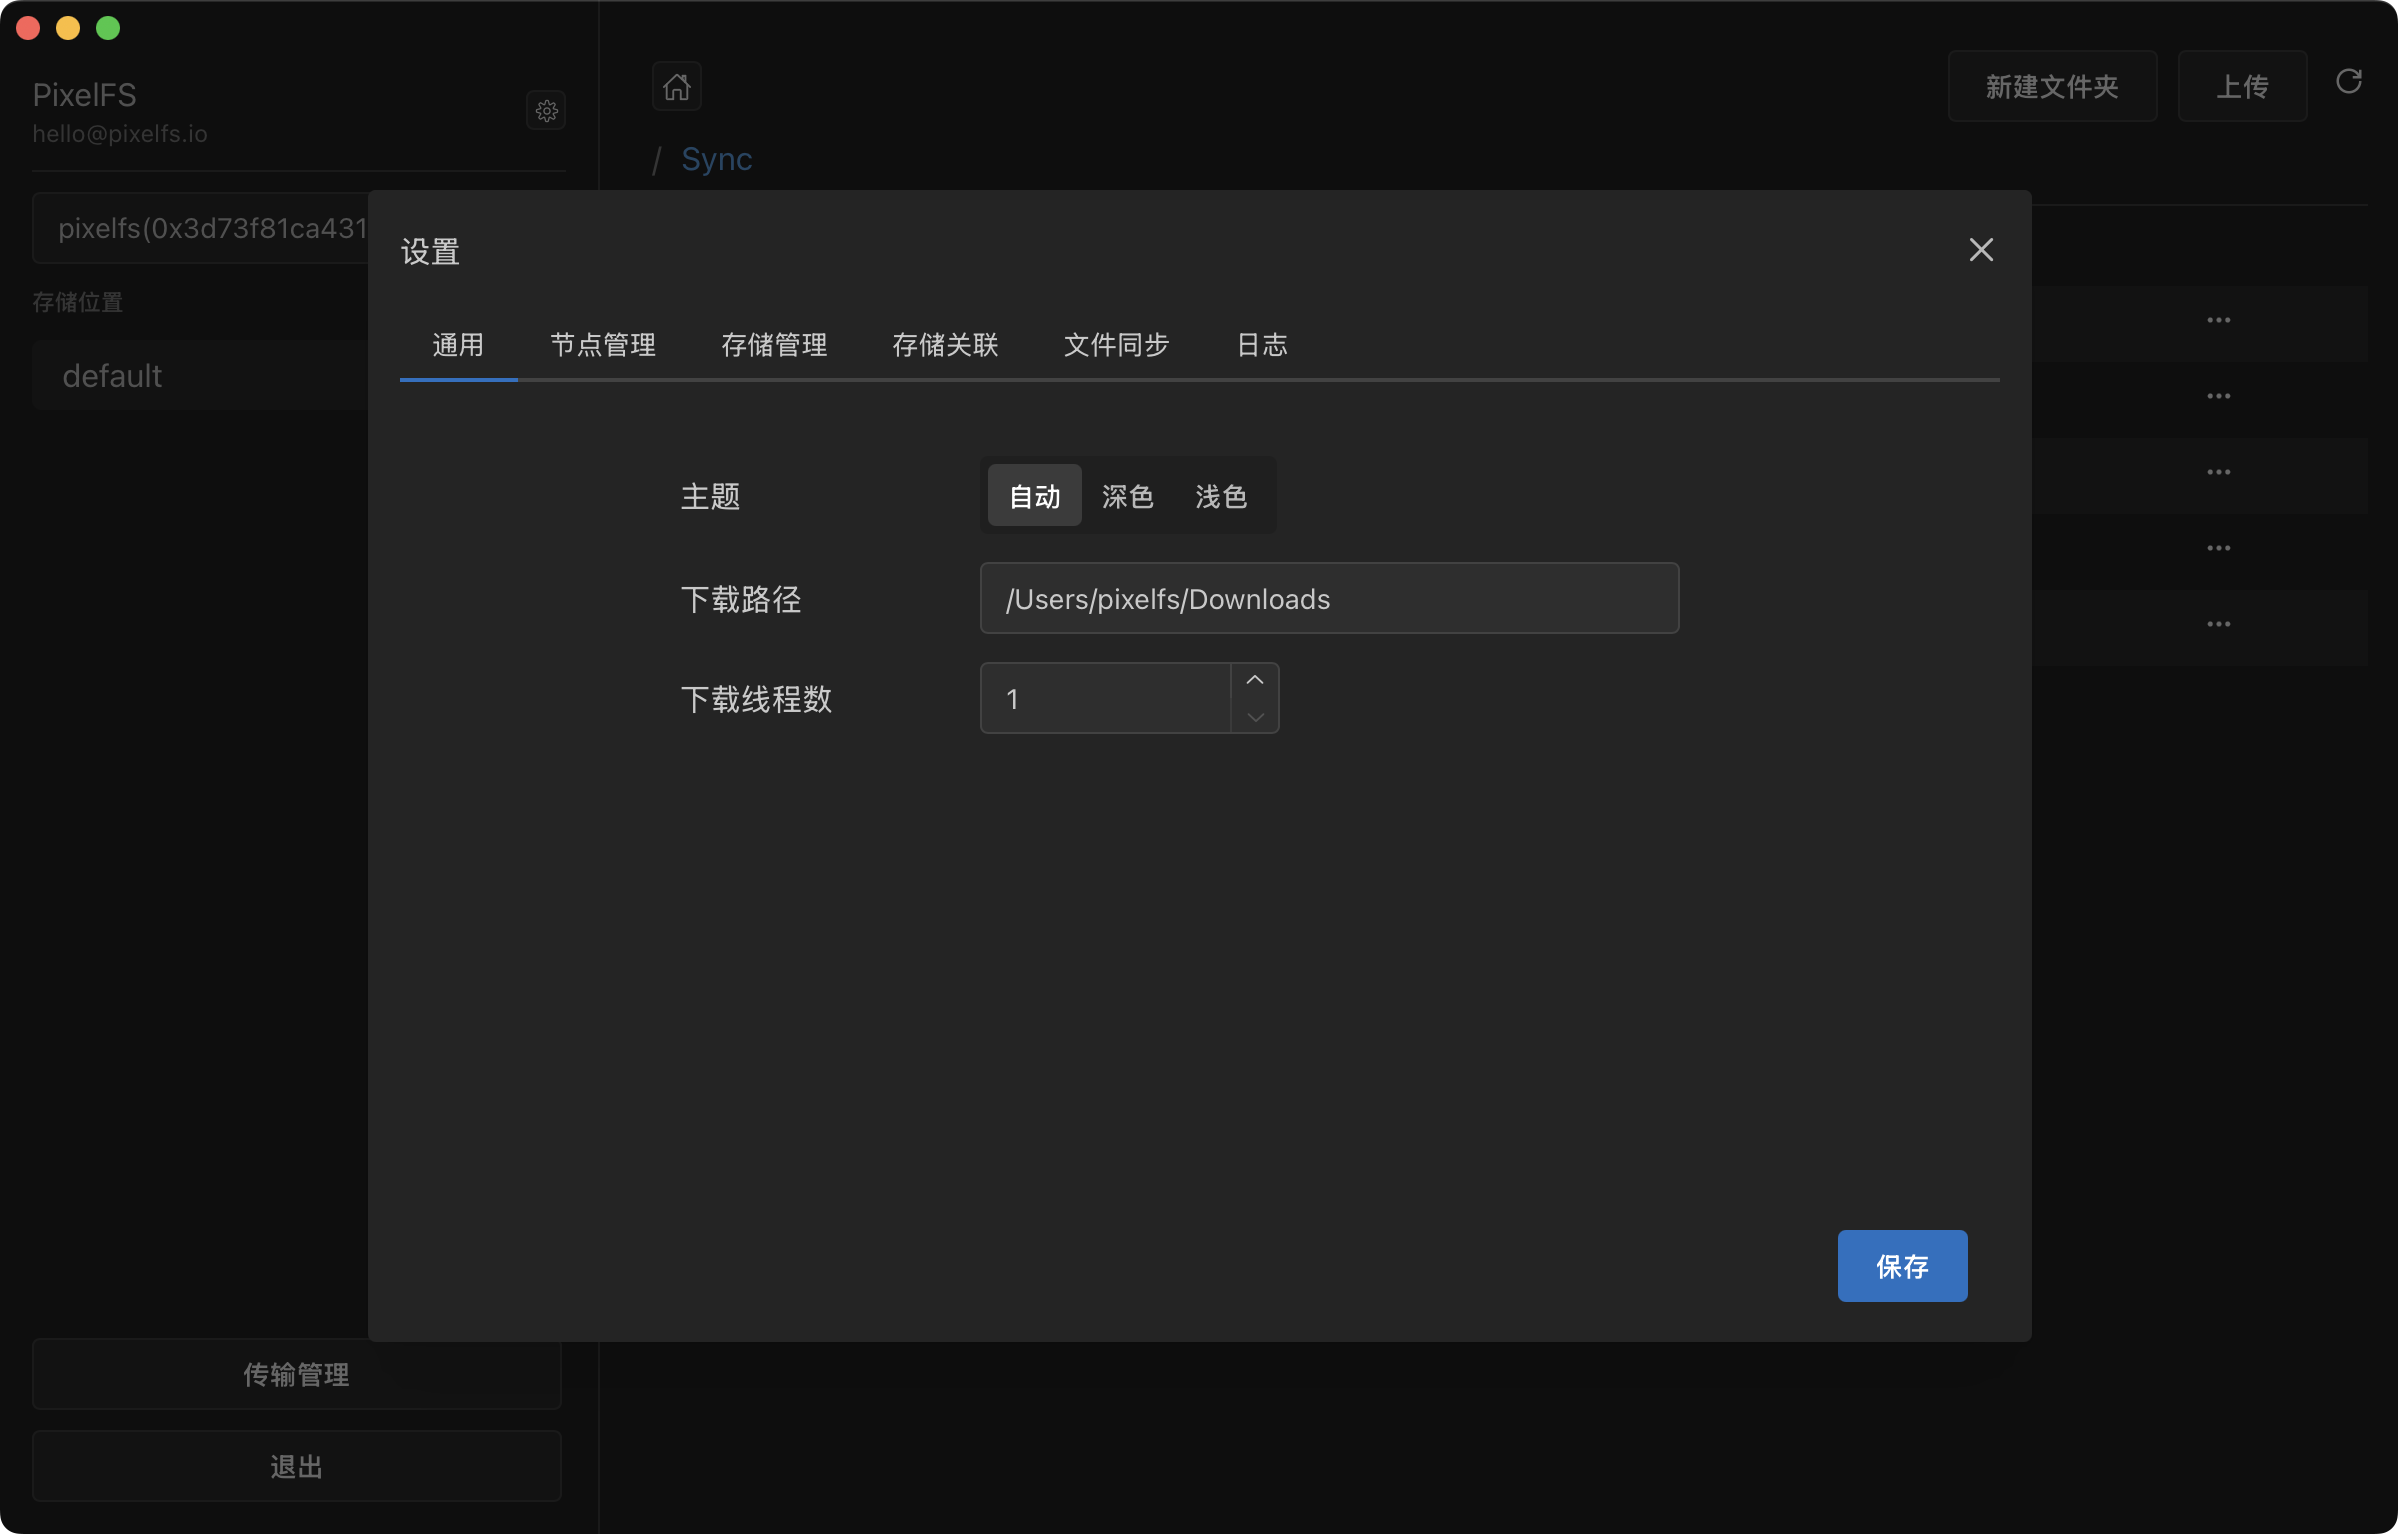 PixelFS
hello@pixelfs.io
pixelfs(0x3d73f81ca431
存储位置
default
传输管理
退出
新建文件夹
上传
/ Sync
设置
通用
节点管理
存储管理
存储关联
文件同步
日志
主题
自动
深色
浅色
下载路径
/Users/pixelfs/Downloads
下载线程数
1
保存